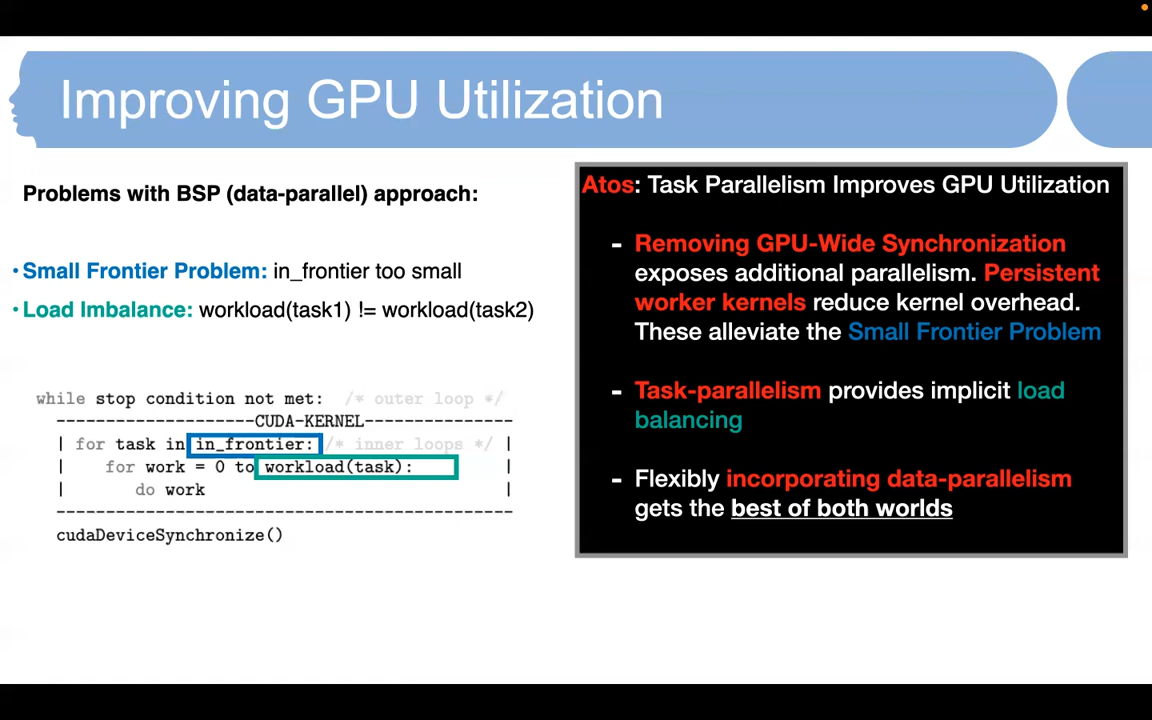 Improving GPU Utilization
Problems with BSP (data-parallel) approach:
•Small Frontier Problem: in_frontier too small
•Load Imbalance: workload(task1) != workload(task2)
while stop condition not met: /* outer loop */
--------------------CUDA-KERNEL---------------
| for task in in_frontier: /* inner loops */ |
| for work = 0 to workload(task): |
| do work |
----------------------------------------------
cudaDeviceSynchronize()
Atos: Task Parallelism Improves GPU Utilization
- Removing GPU-Wide Synchronization
exposes additional parallelism. Persistent
worker kernels reduce kernel overhead.
These alleviate the Small Frontier Problem
- Task-parallelism provides implicit load
balancing
- Flexibly incorporating data-parallelism
gets the best of both worlds